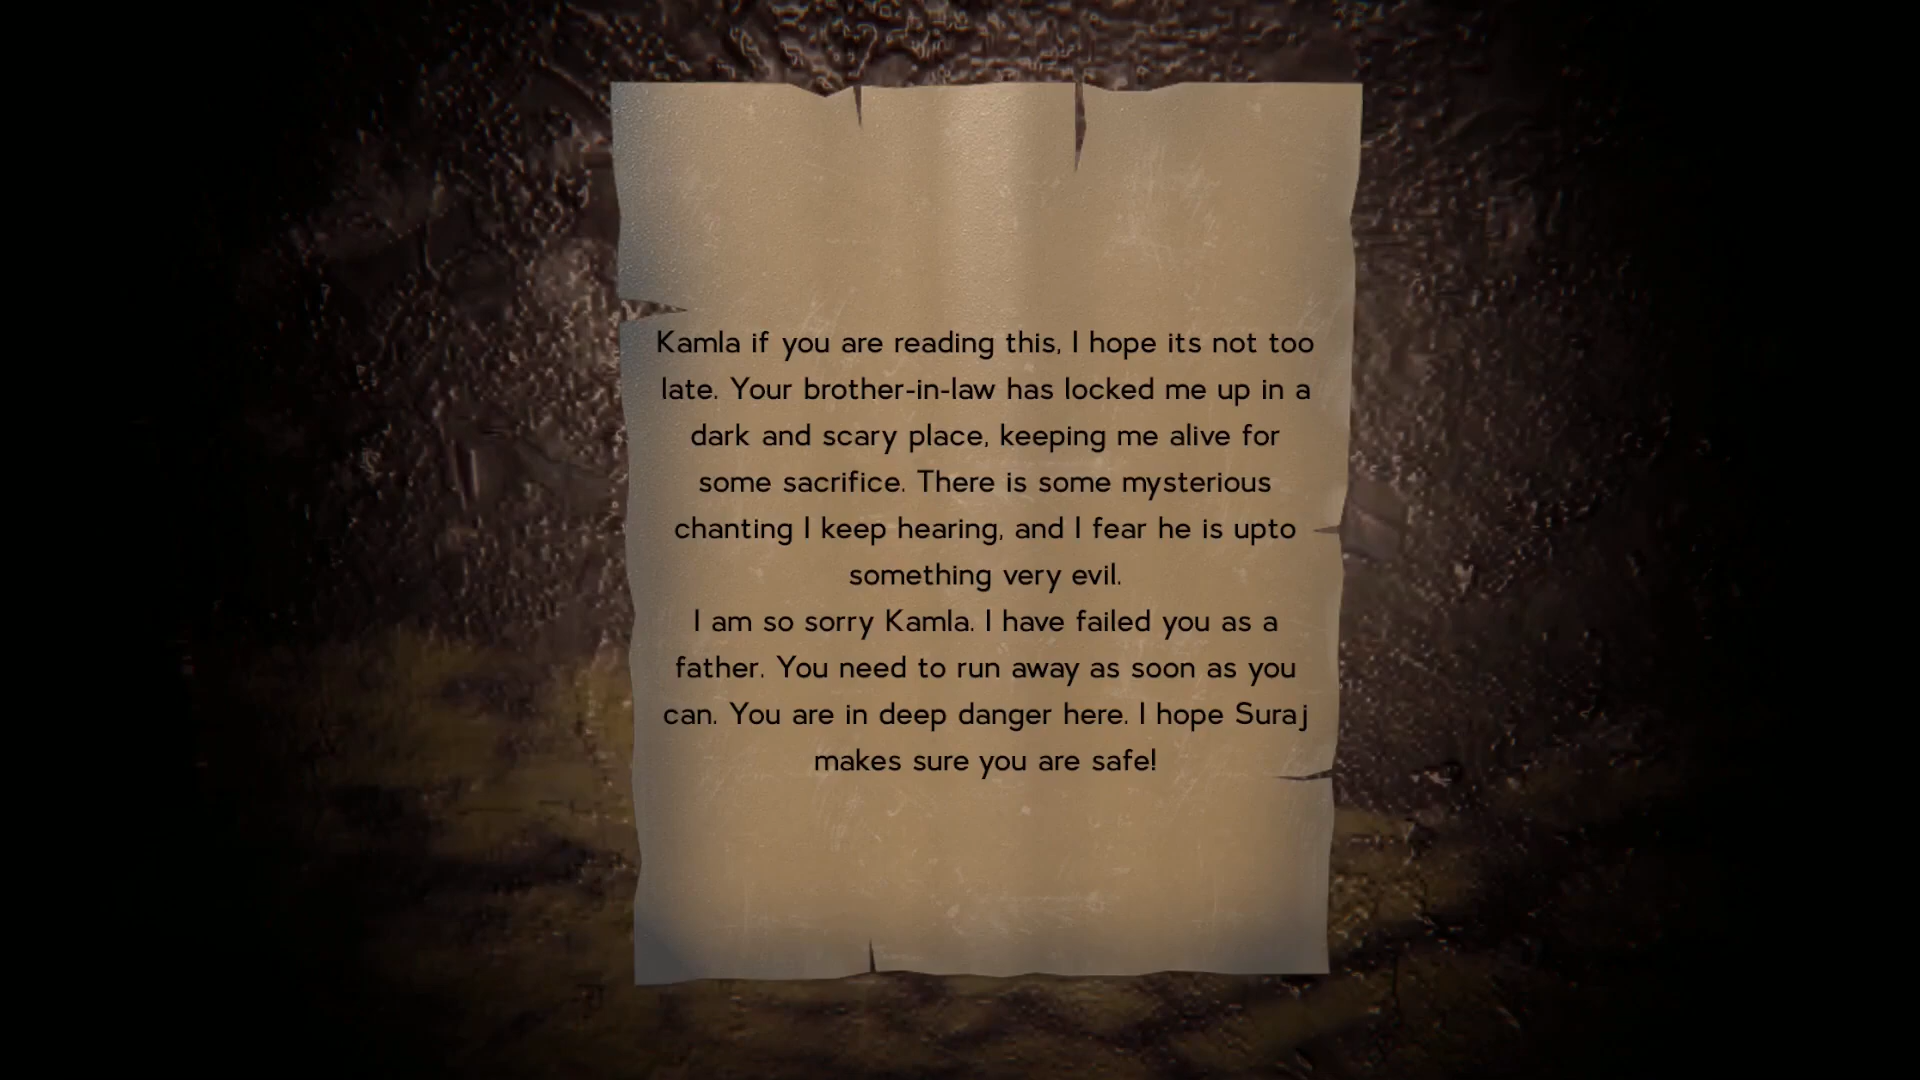 Kamla if you are reading this, I hope its not too
late. Your brother-in-law has locked me up in a
dark and scary place, keeping me alive for
some sacrifice. There is some mysterious
chanting I keep hearing, and I fear he is upto
something very evil.
I am so sorry Kamla. I have failed you as a
father. You need to run away as soon as you
can. You are in deep danger here. I hope Suraj
makes sure you are safe!